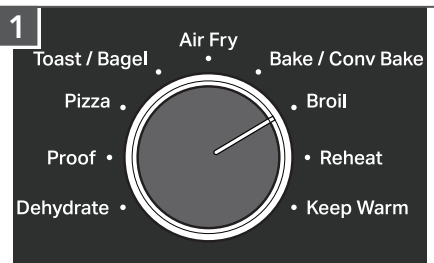 1
Air Fry
Toast / Bagel
Bake / Conv Bake
Pizza
Broil
Proof
Reheat
Dehydrate
Keep Warm